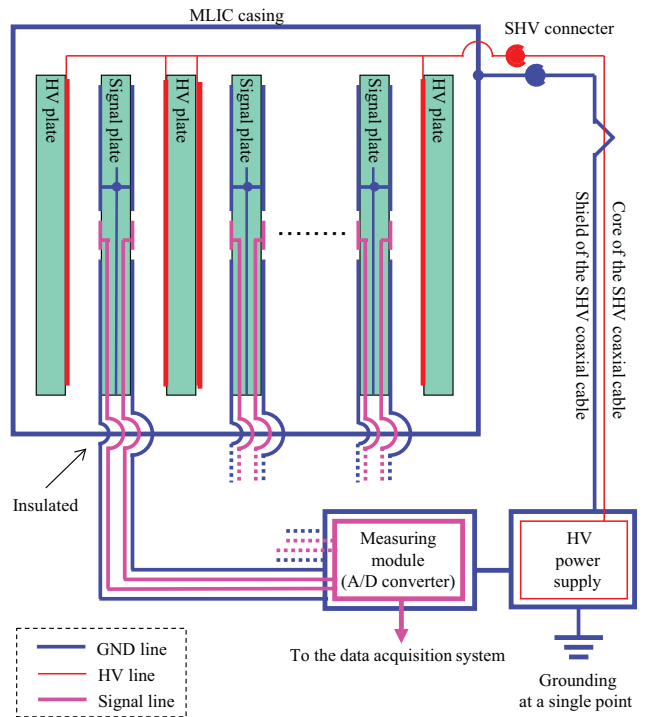 MLIC casing
SHV connecter
HV plate
Signal plate
HV plate
Signal plate
Signal plate
HV plate
Shield of the SHV coaxial cable
Core of the SHV coaxial cable
Insulated
Measuring
module
(A/D converter)
HV
power
supply
To the data acquisition system
Grounding
at a single point
GND line
HV line
Signal line